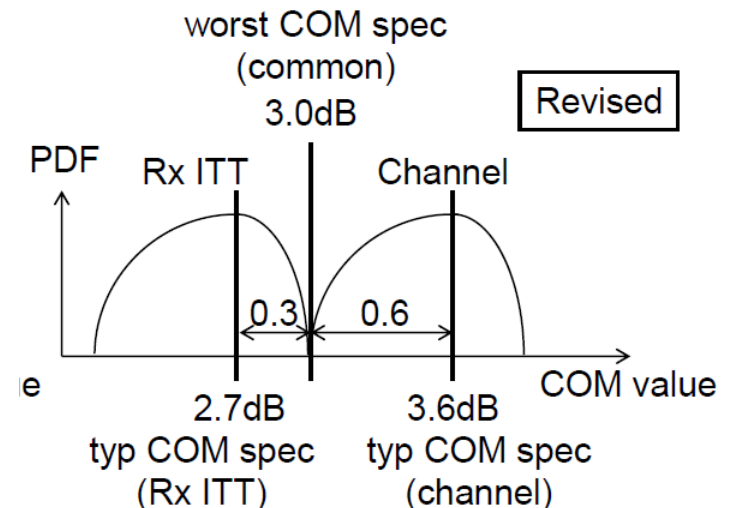 worst COM spec
(common)
3.0dB
Revised
PDF
Rx ITT
Channel
0.3
0.6
e
COM value
2.7dB
3.6dB
typ COM spec
typ COM spec
(Rx ITT)
(channel)